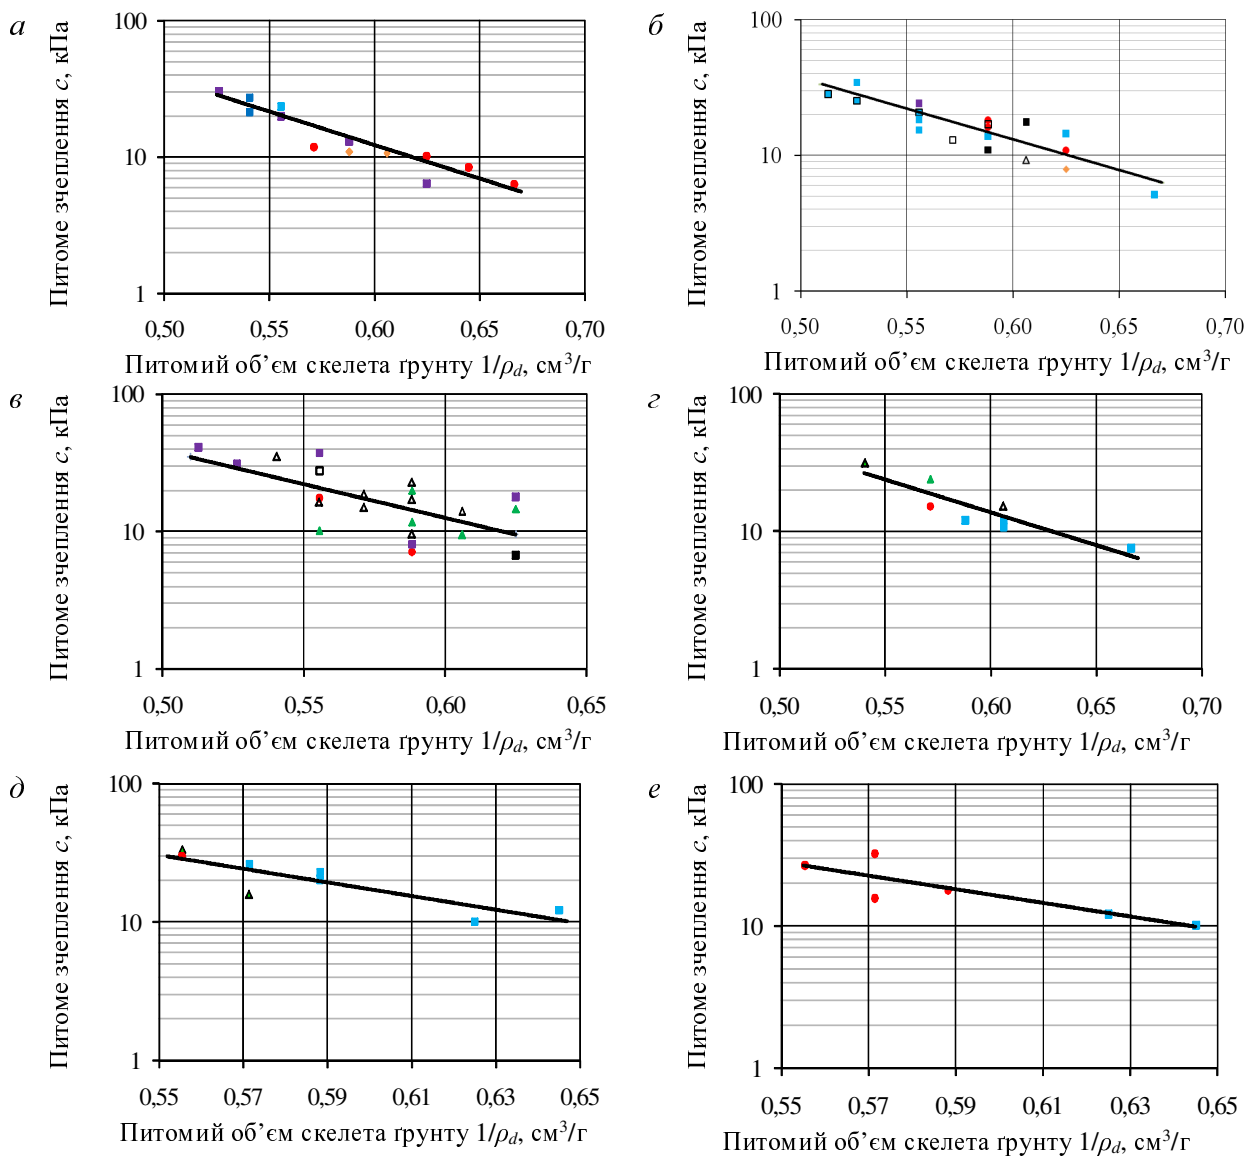 а
Питоме зчеплення c, кПа
100
10
1
0,50 0,55 0,60 0,65 0,70
Питомий об’єм скелета ґрунту 1/ρd, см³/г
б
Питоме зчеплення c, кПа
100
10
1
0,50 0,55 0,60 0,65 0,70
Питомий об’єм скелета ґрунту 1/ρd, см³/г
в
Питоме зчеплення c, кПа
100
10
1
0,50 0,55 0,60 0,65
Питомий об’єм скелета ґрунту 1/ρd, см³/г
г
Питоме зчеплення c, кПа
100
10
1
0,50 0,55 0,60 0,65 0,70
Питомий об’єм скелета ґрунту 1/ρd, см³/г
д
Питоме зчеплення c, кПа
100
10
1
0,55 0,57 0,59 0,61 0,63 0,65
Питомий об’єм скелета ґрунту 1/ρd, см³/г
е
Питоме зчеплення c, кПа
100
10
1
0,55 0,57 0,59 0,61 0,63 0,65
Питомий об’єм скелета ґрунту 1/ρd, см³/г